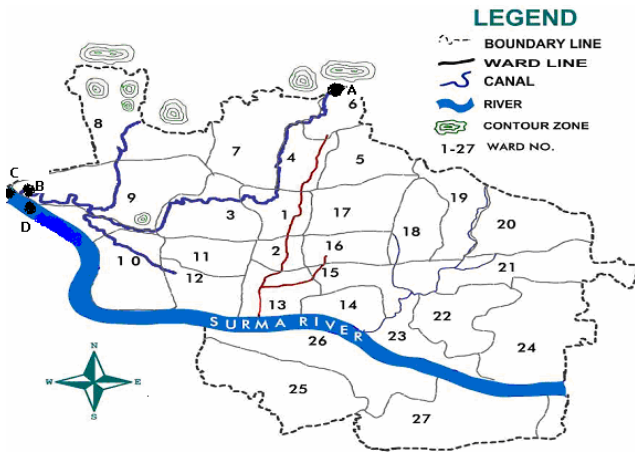 LEGEND
BOUNDARY LINE
WARD LINE
CANAL
RIVER
CONTOUR ZONE
1-27 WARD NO.
A
6
8
7
4
5
C
B
9
D
3
1
17
18
19
20
10
11
2
16
12
15
21
13
14
SURMA RIVER
26
23
22
24
25
27
N
W
E
S